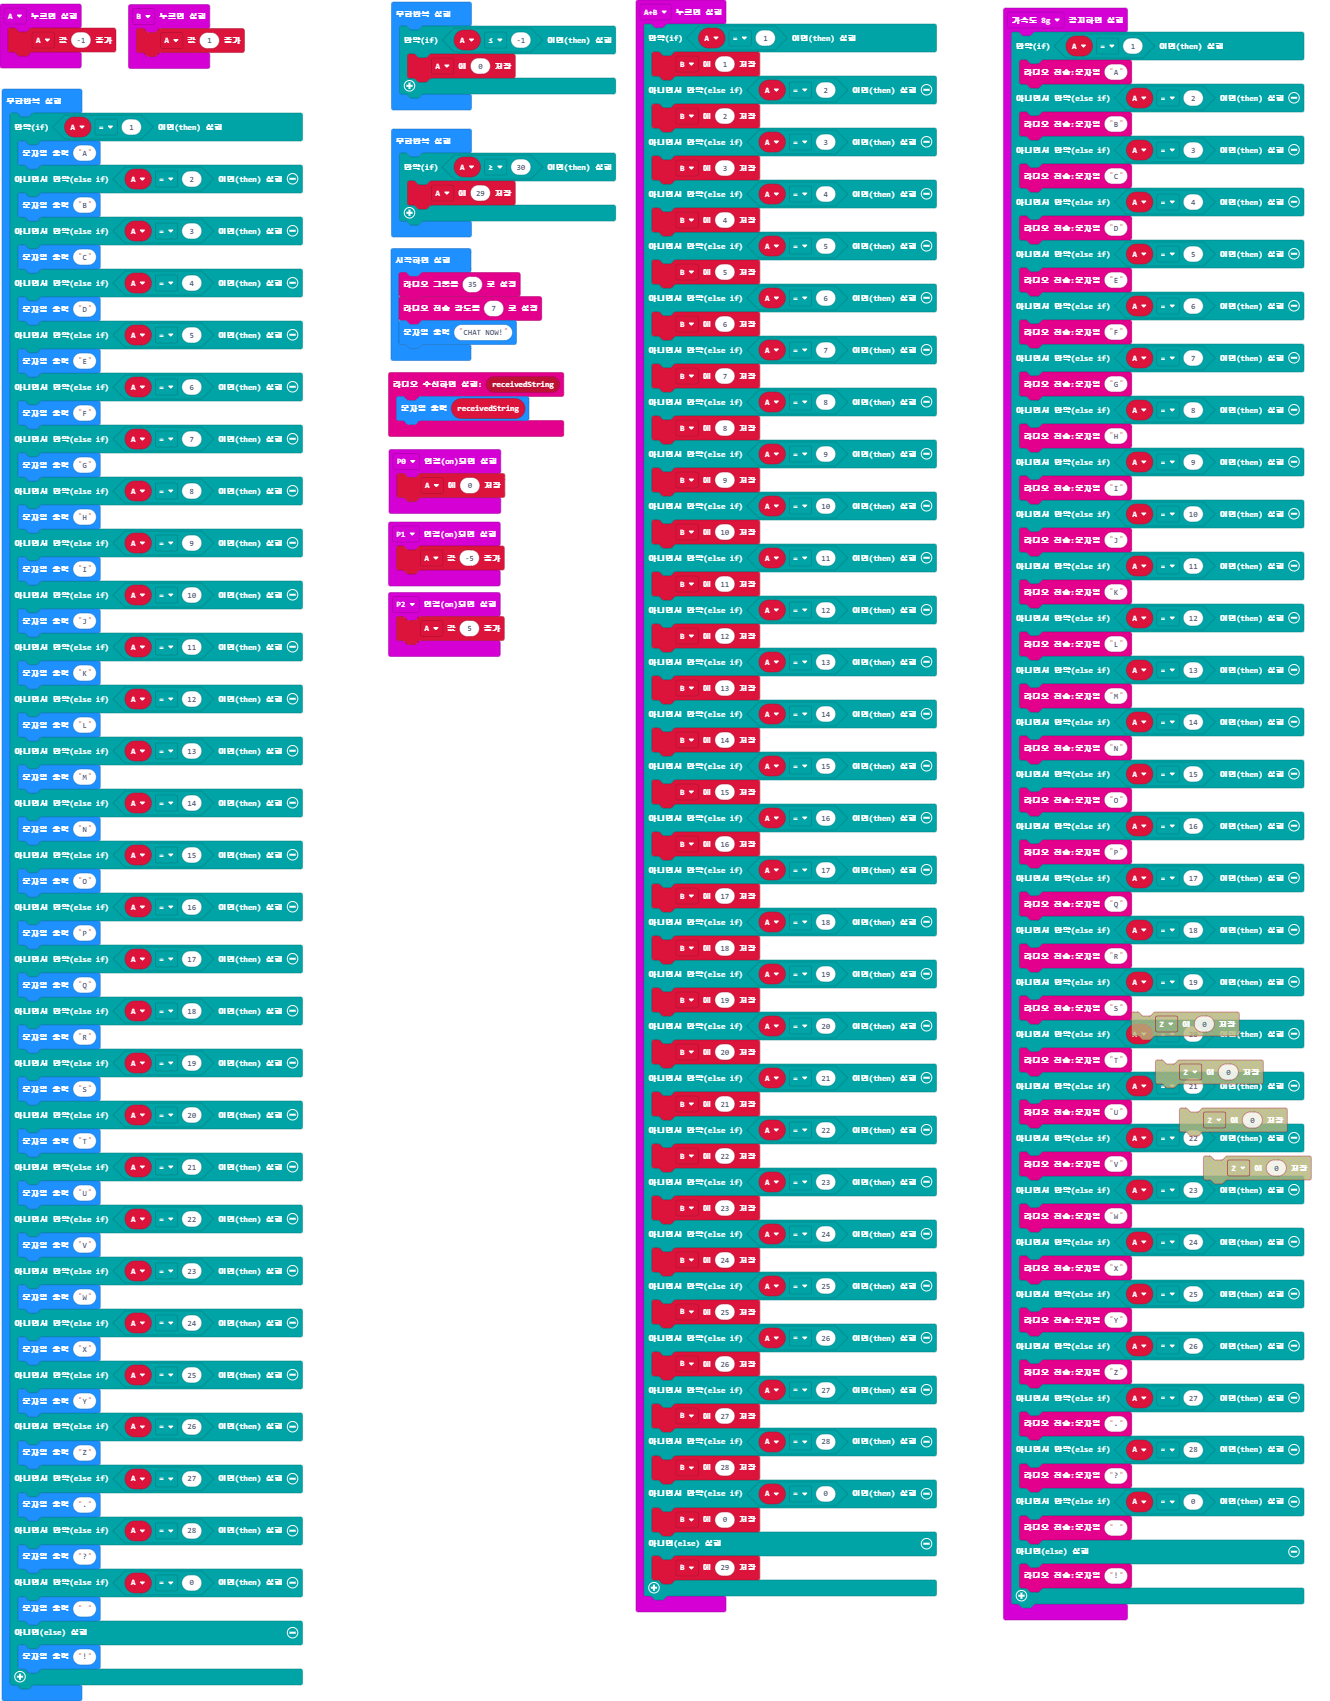 A 누르면 실행
A 값 -1 증가
B 누르면 실행
A 값 1 증가
무한반복 실행
만약(if) A = 1 이면(then) 실행
문자열 출력 "A"
아니면서 만약(else if) A = 2 이면(then) 실행
문자열 출력 "B"
아니면서 만약(else if) A = 3 이면(then) 실행
문자열 출력 "C"
아니면서 만약(else if) A = 4 이면(then) 실행
문자열 출력 "D"
아니면서 만약(else if) A = 5 이면(then) 실행
문자열 출력 "E"
아니면서 만약(else if) A = 6 이면(then) 실행
문자열 출력 "F"
아니면서 만약(else if) A = 7 이면(then) 실행
문자열 출력 "G"
아니면서 만약(else if) A = 8 이면(then) 실행
문자열 출력 "H"
아니면서 만약(else if) A = 9 이면(then) 실행
문자열 출력 "I"
아니면서 만약(else if) A = 10 이면(then) 실행
문자열 출력 "J"
아니면서 만약(else if) A = 11 이면(then) 실행
문자열 출력 "K"
아니면서 만약(else if) A = 12 이면(then) 실행
문자열 출력 "L"
아니면서 만약(else if) A = 13 이면(then) 실행
문자열 출력 "M"
아니면서 만약(else if) A = 14 이면(then) 실행
문자열 출력 "N"
아니면서 만약(else if) A = 15 이면(then) 실행
문자열 출력 "O"
아니면서 만약(else if) A = 16 이면(then) 실행
문자열 출력 "P"
아니면서 만약(else if) A = 17 이면(then) 실행
문자열 출력 "Q"
아니면서 만약(else if) A = 18 이면(then) 실행
문자열 출력 "R"
아니면서 만약(else if) A = 19 이면(then) 실행
문자열 출력 "S"
아니면서 만약(else if) A = 20 이면(then) 실행
문자열 출력 "T"
아니면서 만약(else if) A = 21 이면(then) 실행
문자열 출력 "U"
아니면서 만약(else if) A = 22 이면(then) 실행
문자열 출력 "V"
아니면서 만약(else if) A = 23 이면(then) 실행
문자열 출력 "W"
아니면서 만약(else if) A = 24 이면(then) 실행
문자열 출력 "X"
아니면서 만약(else if) A = 25 이면(then) 실행
문자열 출력 "Y"
아니면서 만약(else if) A = 26 이면(then) 실행
문자열 출력 "Z"
아니면서 만약(else if) A = 27 이면(then) 실행
문자열 출력 "."
아니면서 만약(else if) A = 28 이면(then) 실행
문자열 출력 "?"
아니면서 만약(else if) A = 0 이면(then) 실행
문자열 출력 " "
아니면(else) 실행
문자열 출력 "!"
무한반복 실행
만약(if) A ≤ -1 이면(then) 실행
A 에 0 저장
무한반복 실행
만약(if) A ≥ 30 이면(then) 실행
A 에 29 저장
시작하면 실행
라디오 그룹을 35 로 설정
라디오 전송 강도를 7 로 설정
문자열 출력 "CHAT NOW!"
라디오 수신하면 실행: receivedString
문자열 출력 receivedString
P0 연결(on)되면 실행
A 에 0 저장
P1 연결(on)되면 실행
A 값 -5 증가
P2 연결(on)되면 실행
A 값 5 증가
A+B 누르면 실행
만약(if) A = 1 이면(then) 실행
B 에 1 저장
아니면서 만약(else if) A = 2 이면(then) 실행
B 에 2 저장
아니면서 만약(else if) A = 3 이면(then) 실행
B 에 3 저장
아니면서 만약(else if) A = 4 이면(then) 실행
B 에 4 저장
아니면서 만약(else if) A = 5 이면(then) 실행
B 에 5 저장
아니면서 만약(else if) A = 6 이면(then) 실행
B 에 6 저장
아니면서 만약(else if) A = 7 이면(then) 실행
B 에 7 저장
아니면서 만약(else if) A = 8 이면(then) 실행
B 에 8 저장
아니면서 만약(else if) A = 9 이면(then) 실행
B 에 9 저장
아니면서 만약(else if) A = 10 이면(then) 실행
B 에 10 저장
아니면서 만약(else if) A = 11 이면(then) 실행
B 에 11 저장
아니면서 만약(else if) A = 12 이면(then) 실행
B 에 12 저장
아니면서 만약(else if) A = 13 이면(then) 실행
B 에 13 저장
아니면서 만약(else if) A = 14 이면(then) 실행
B 에 14 저장
아니면서 만약(else if) A = 15 이면(then) 실행
B 에 15 저장
아니면서 만약(else if) A = 16 이면(then) 실행
B 에 16 저장
아니면서 만약(else if) A = 17 이면(then) 실행
B 에 17 저장
아니면서 만약(else if) A = 18 이면(then) 실행
B 에 18 저장
아니면서 만약(else if) A = 19 이면(then) 실행
B 에 19 저장
아니면서 만약(else if) A = 20 이면(then) 실행
B 에 20 저장
아니면서 만약(else if) A = 21 이면(then) 실행
B 에 21 저장
아니면서 만약(else if) A = 22 이면(then) 실행
B 에 22 저장
아니면서 만약(else if) A = 23 이면(then) 실행
B 에 23 저장
아니면서 만약(else if) A = 24 이면(then) 실행
B 에 24 저장
아니면서 만약(else if) A = 25 이면(then) 실행
B 에 25 저장
아니면서 만약(else if) A = 26 이면(then) 실행
B 에 26 저장
아니면서 만약(else if) A = 27 이면(then) 실행
B 에 27 저장
아니면서 만약(else if) A = 28 이면(then) 실행
B 에 28 저장
아니면서 만약(else if) A = 0 이면(then) 실행
B 에 0 저장
아니면(else) 실행
B 에 29 저장
가속도 8g 감지하면 실행
만약(if) A = 1 이면(then) 실행
라디오 전송:문자열 "A"
아니면서 만약(else if) A = 2 이면(then) 실행
라디오 전송:문자열 "B"
아니면서 만약(else if) A = 3 이면(then) 실행
라디오 전송:문자열 "C"
아니면서 만약(else if) A = 4 이면(then) 실행
라디오 전송:문자열 "D"
아니면서 만약(else if) A = 5 이면(then) 실행
라디오 전송:문자열 "E"
아니면서 만약(else if) A = 6 이면(then) 실행
라디오 전송:문자열 "F"
아니면서 만약(else if) A = 7 이면(then) 실행
라디오 전송:문자열 "G"
아니면서 만약(else if) A = 8 이면(then) 실행
라디오 전송:문자열 "H"
아니면서 만약(else if) A = 9 이면(then) 실행
라디오 전송:문자열 "I"
아니면서 만약(else if) A = 10 이면(then) 실행
라디오 전송:문자열 "J"
아니면서 만약(else if) A = 11 이면(then) 실행
라디오 전송:문자열 "K"
아니면서 만약(else if) A = 12 이면(then) 실행
라디오 전송:문자열 "L"
아니면서 만약(else if) A = 13 이면(then) 실행
라디오 전송:문자열 "M"
아니면서 만약(else if) A = 14 이면(then) 실행
라디오 전송:문자열 "N"
아니면서 만약(else if) A = 15 이면(then) 실행
라디오 전송:문자열 "O"
아니면서 만약(else if) A = 16 이면(then) 실행
라디오 전송:문자열 "P"
아니면서 만약(else if) A = 17 이면(then) 실행
라디오 전송:문자열 "Q"
아니면서 만약(else if) A = 18 이면(then) 실행
라디오 전송:문자열 "R"
아니면서 만약(else if) A = 19 이면(then) 실행
라디오 전송:문자열 "S"
Z 에 0 저장
아니면서 만약(else if) 이면(then) 실행
라디오 전송:문자열 "T"
Z 에 0 저장
아니면서 만약(else if) A = 21 이면(then) 실행
라디오 전송:문자열 "U"
Z 에 0 저장
아니면서 만약(else if) A = 22 이면(then) 실행
라디오 전송:문자열 "V"
Z 에 0 저장
아니면서 만약(else if) A = 23 이면(then) 실행
라디오 전송:문자열 "W"
아니면서 만약(else if) A = 24 이면(then) 실행
라디오 전송:문자열 "X"
아니면서 만약(else if) A = 25 이면(then) 실행
라디오 전송:문자열 "Y"
아니면서 만약(else if) A = 26 이면(then) 실행
라디오 전송:문자열 "Z"
아니면서 만약(else if) A = 27 이면(then) 실행
라디오 전송:문자열 "."
아니면서 만약(else if) A = 28 이면(then) 실행
라디오 전송:문자열 "?"
아니면서 만약(else if) A = 0 이면(then) 실행
라디오 전송:문자열 " "
아니면(else) 실행
라디오 전송:문자열 "!"